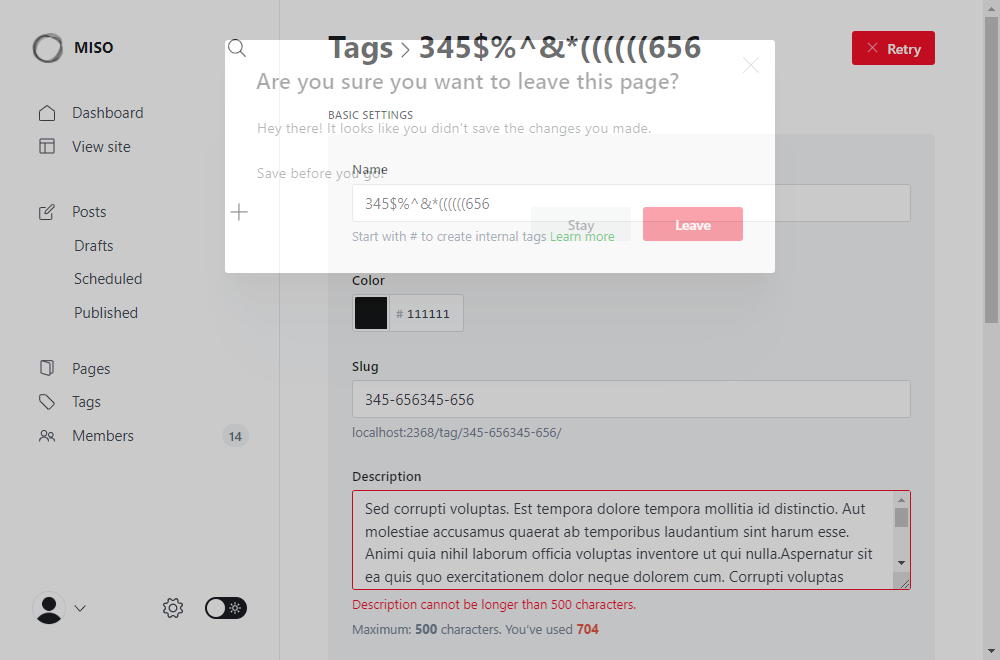 MISO
Tags > 345$%^&*((((((656
Retry
Are you sure you want to leave this page?
Hey there! It looks like you didn't save the changes you made.
Save before you go!
Stay
Leave
Dashboard
View site
Posts
Drafts
Scheduled
Published
Pages
Tags
Members
14
BASIC SETTINGS
Name
345$%^&*((((((656
Start with # to create internal tags Learn more
Color
# 111111
Slug
345-656345-656
localhost:2368/tag/345-656345-656/
Description
Sed corrupti voluptas. Est tempora dolore tempora mollitia id distinctio. Aut
molestiae accusamus quaerat ab temporibus laudantium sint harum esse.
Animi quia nihil laborum officia voluptas inventore ut qui nulla.Aspernatur sit
ea quis quo exercitationem dolor neque dolorem cum. Corrupti voluptas
Description cannot be longer than 500 characters.
Maximum: 500 characters. You've used 704